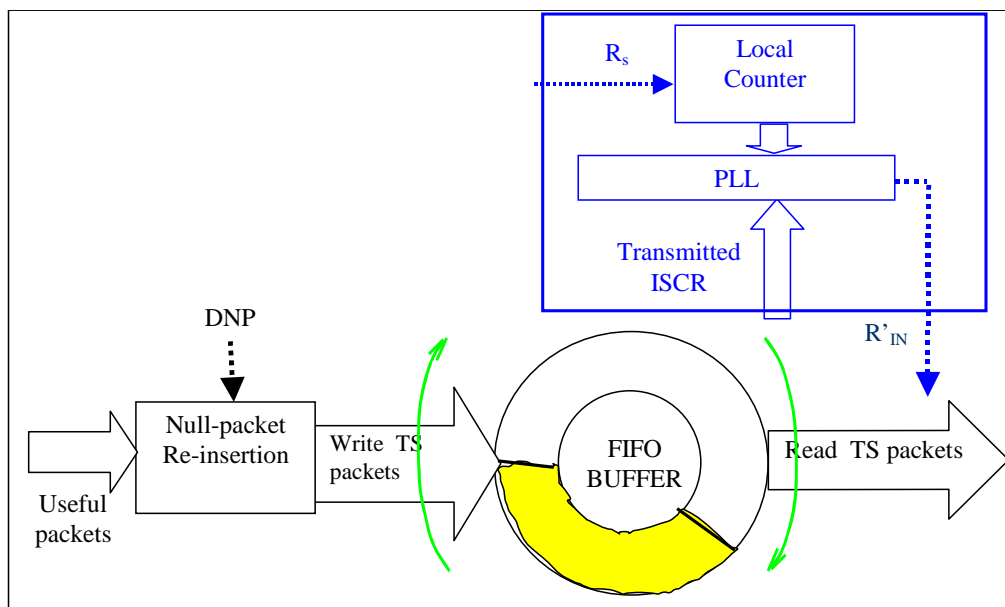 Local
Counter
Rs
PLL
Transmitted
ISCR
R’IN
DNP
Null-packet
Re-insertion
Write TS
packets
FIFO
BUFFER
Read TS packets
Useful
packets